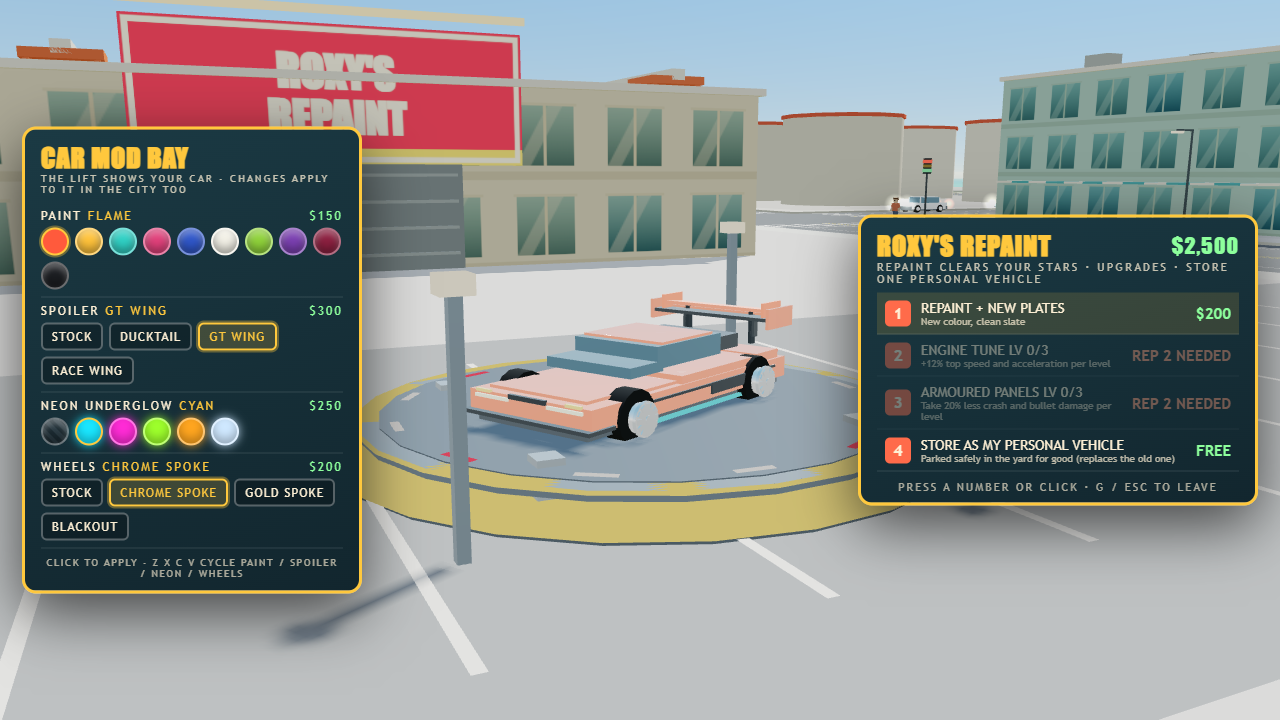 ROXY'S
REPAINT
CAR MOD BAY
THE LIFT SHOWS YOUR CAR - CHANGES APPLY
TO IT IN THE CITY TOO
PAINT FLAME $150
SPOILER GT WING $300
STOCK DUCKTAIL GT WING
RACE WING
NEON UNDERGLOW CYAN $250
WHEELS CHROME SPOKE $200
STOCK CHROME SPOKE GOLD SPOKE
BLACKOUT
CLICK TO APPLY - Z X C V CYCLE PAINT / SPOILER
/ NEON / WHEELS
ROXY'S REPAINT $2,500
REPAINT CLEARS YOUR STARS · UPGRADES · STORE
ONE PERSONAL VEHICLE
1 REPAINT + NEW PLATES $200
New colour, clean slate
2 ENGINE TUNE LV 0/3 REP 2 NEEDED
+12% top speed and acceleration per level
3 ARMOURED PANELS LV 0/3 REP 2 NEEDED
Take 20% less crash and bullet damage per
level
4 STORE AS MY PERSONAL VEHICLE FREE
Parked safely in the yard for good (replaces the old one)
PRESS A NUMBER OR CLICK · G / ESC TO LEAVE